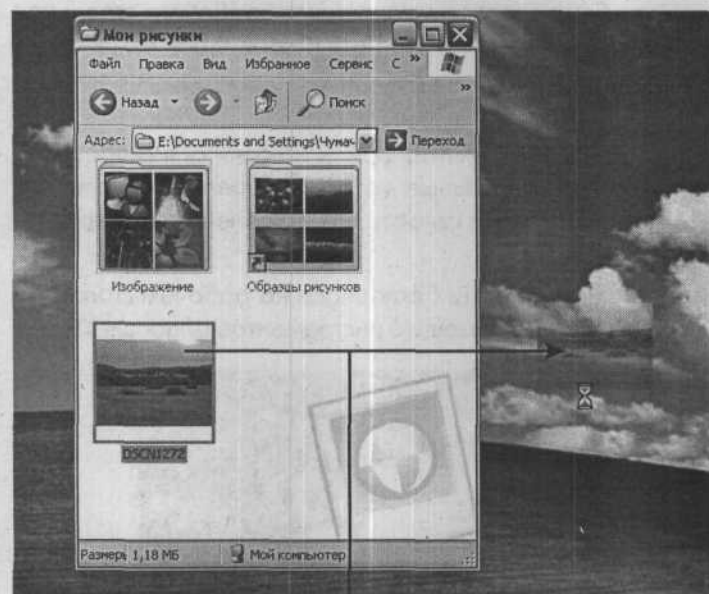 Мои рисунки
Файл Правка Вид Избранное Сервис С »
Назад Поиск »
Адрес: E:\Documents and Settings\Чумач Переход
Изображение Образцы рисунков
DSCN1272
Размер: 1,18 МБ Мой компьютер